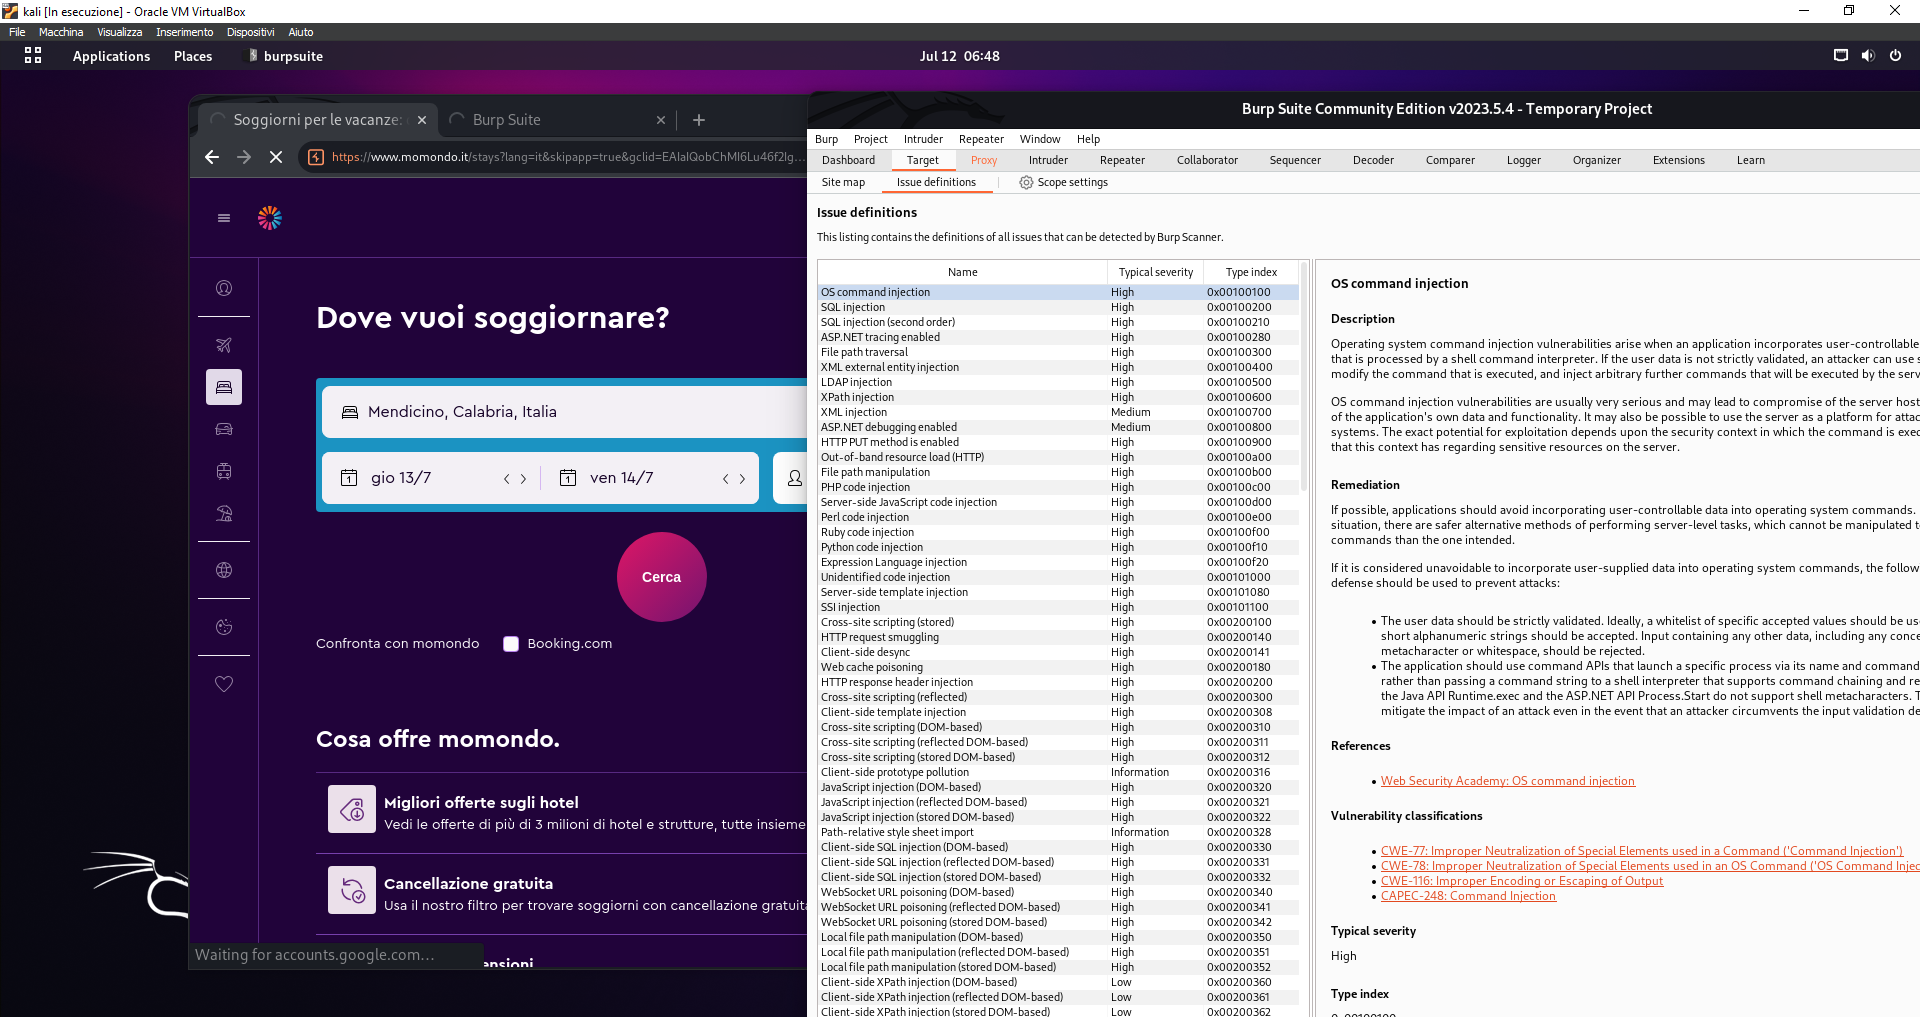 kali [In esecuzione] - Oracle VM VirtualBox
File Macchina Visualizza Inserimento Dispositivi Aiuto
Applications Places burpsuite Jul 12 06:48
Soggiorni per le vacanze:
Burp Suite
https://www.momondo.it/stays?lang=it&skipapp=true&gclid=EAIaIQobChMI6Lu46f2Ig...
Dove vuoi soggiornare?
Mendicino, Calabria, Italia
gio 13/7
ven 14/7
Cerca
Confronta con momondo
Booking.com
Cosa offre momondo.
Migliori offerte sugli hotel
Vedi le offerte di più di 3 milioni di hotel e strutture, tutte insieme
Cancellazione gratuita
Usa il nostro filtro per trovare soggiorni con cancellazione gratuita
ensioni
Waiting for accounts.google.com...
Burp Suite Community Edition v2023.5.4 - Temporary Project
Burp Project Intruder Repeater Window Help
Dashboard Target Proxy Intruder Repeater Collaborator Sequencer Decoder Comparer Logger Organizer Extensions Learn
Site map Issue definitions Scope settings
Issue definitions
This listing contains the definitions of all issues that can be detected by Burp Scanner.
Name Typical severity Type index
OS command injection High 0x00100100
SQL injection High 0x00100200
SQL injection (second order) High 0x00100210
ASP.NET tracing enabled High 0x00100280
File path traversal High 0x00100300
XML external entity injection High 0x00100400
LDAP injection High 0x00100500
XPath injection High 0x00100600
XML injection Medium 0x00100700
ASP.NET debugging enabled Medium 0x00100800
HTTP PUT method is enabled High 0x00100900
Out-of-band resource load (HTTP) High 0x00100a00
File path manipulation High 0x00100b00
PHP code injection High 0x00100c00
Server-side JavaScript code injection High 0x00100d00
Perl code injection High 0x00100e00
Ruby code injection High 0x00100f00
Python code injection High 0x00100f10
Expression Language injection High 0x00100f20
Unidentified code injection High 0x00101000
Server-side template injection High 0x00101080
SSI injection High 0x00101100
Cross-site scripting (stored) High 0x00200100
HTTP request smuggling High 0x00200140
Client-side desync High 0x00200141
Web cache poisoning High 0x00200180
HTTP response header injection High 0x00200200
Cross-site scripting (reflected) High 0x00200300
Client-side template injection High 0x00200308
Cross-site scripting (DOM-based) High 0x00200310
Cross-site scripting (reflected DOM-based) High 0x00200311
Cross-site scripting (stored DOM-based) High 0x00200312
Client-side prototype pollution Information 0x00200316
JavaScript injection (DOM-based) High 0x00200320
JavaScript injection (reflected DOM-based) High 0x00200321
JavaScript injection (stored DOM-based) High 0x00200322
Path-relative style sheet import Information 0x00200328
Client-side SQL injection (DOM-based) High 0x00200330
Client-side SQL injection (reflected DOM-based) High 0x00200331
Client-side SQL injection (stored DOM-based) High 0x00200332
WebSocket URL poisoning (DOM-based) High 0x00200340
WebSocket URL poisoning (reflected DOM-based) High 0x00200341
WebSocket URL poisoning (stored DOM-based) High 0x00200342
Local file path manipulation (DOM-based) High 0x00200350
Local file path manipulation (reflected DOM-based) High 0x00200351
Local file path manipulation (stored DOM-based) High 0x00200352
Client-side XPath injection (DOM-based) Low 0x00200360
Client-side XPath injection (reflected DOM-based) Low 0x00200361
Client-side XPath injection (stored DOM-based) Low 0x00200362
OS command injection
Description
Operating system command injection vulnerabilities arise when an application incorporates user-controllable
that is processed by a shell command interpreter. If the user data is not strictly validated, an attacker can use
modify the command that is executed, and inject arbitrary further commands that will be executed by the serv
OS command injection vulnerabilities are usually very serious and may lead to compromise of the server host
of the application's own data and functionality. It may also be possible to use the server as a platform for attac
systems. The exact potential for exploitation depends upon the security context in which the command is exec
that this context has regarding sensitive resources on the server.
Remediation
If possible, applications should avoid incorporating user-controllable data into operating system commands.
situation, there are safer alternative methods of performing server-level tasks, which cannot be manipulated t
commands than the one intended.
If it is considered unavoidable to incorporate user-supplied data into operating system commands, the follow
defense should be used to prevent attacks:
• The user data should be strictly validated. Ideally, a whitelist of specific accepted values should be us
short alphanumeric strings should be accepted. Input containing any other data, including any conce
metacharacter or whitespace, should be rejected.
• The application should use command APIs that launch a specific process via its name and command
rather than passing a command string to a shell interpreter that supports command chaining and re
the Java API Runtime.exec and the ASP.NET API Process.Start do not support shell metacharacters. T
mitigate the impact of an attack even in the event that an attacker circumvents the input validation de
References
• Web Security Academy: OS command injection
Vulnerability classifications
• CWE-77: Improper Neutralization of Special Elements used in a Command ('Command Injection')
• CWE-78: Improper Neutralization of Special Elements used in an OS Command ('OS Command Injec
• CWE-116: Improper Encoding or Escaping of Output
• CAPEC-248: Command Injection
Typical severity
High
Type index